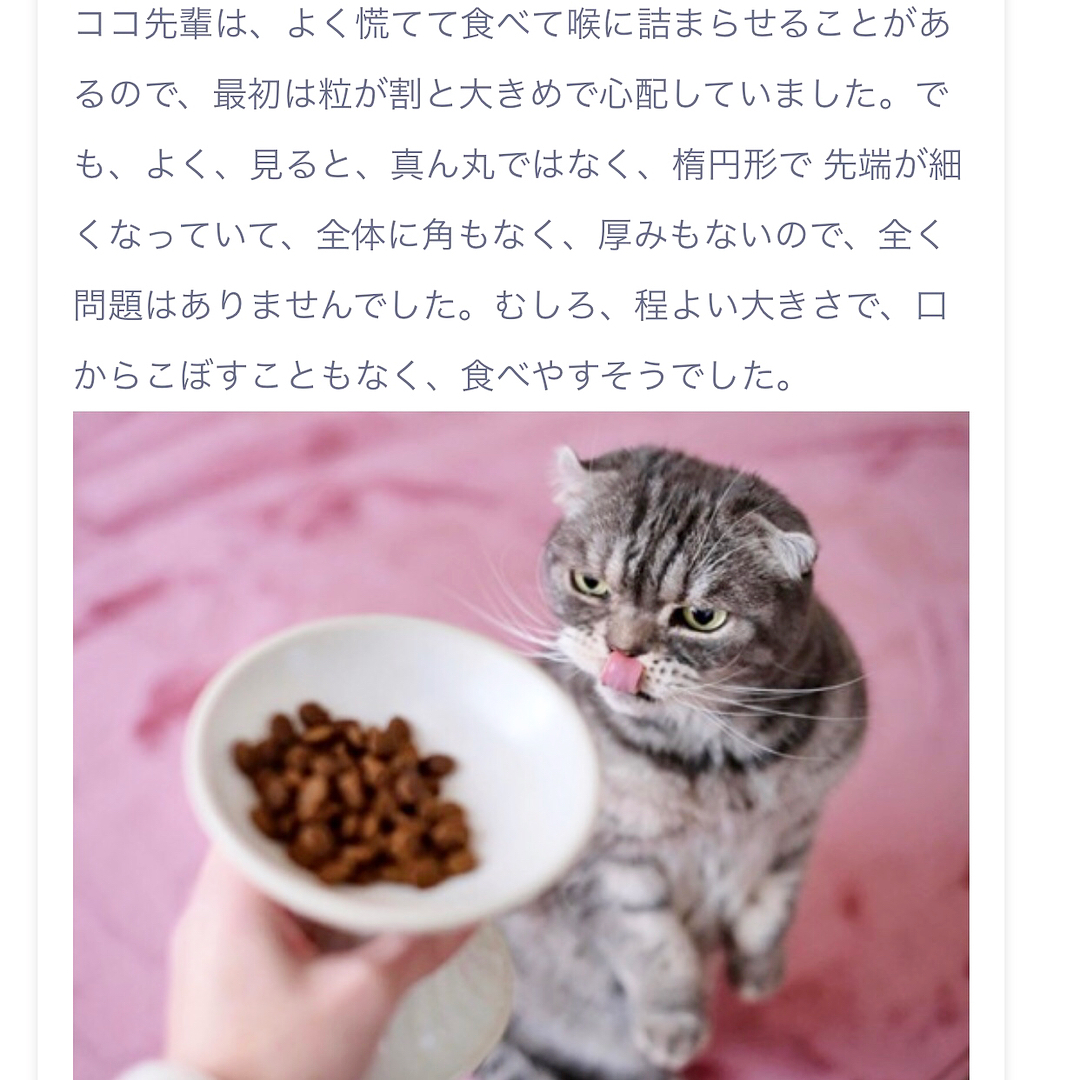 ココ先輩は、よく慌てて食べて喉に詰まらせることがあ
るので、最初は粒が割と大きめで心配していました。で
も、よく、見ると、真ん丸ではなく、楕円形で 先端が細
くなっていて、全体に角もなく、厚みもないので、全く
問題はありませんでした。むしろ、程よい大きさで、口
からこぼすこともなく、食べやすそうでした。